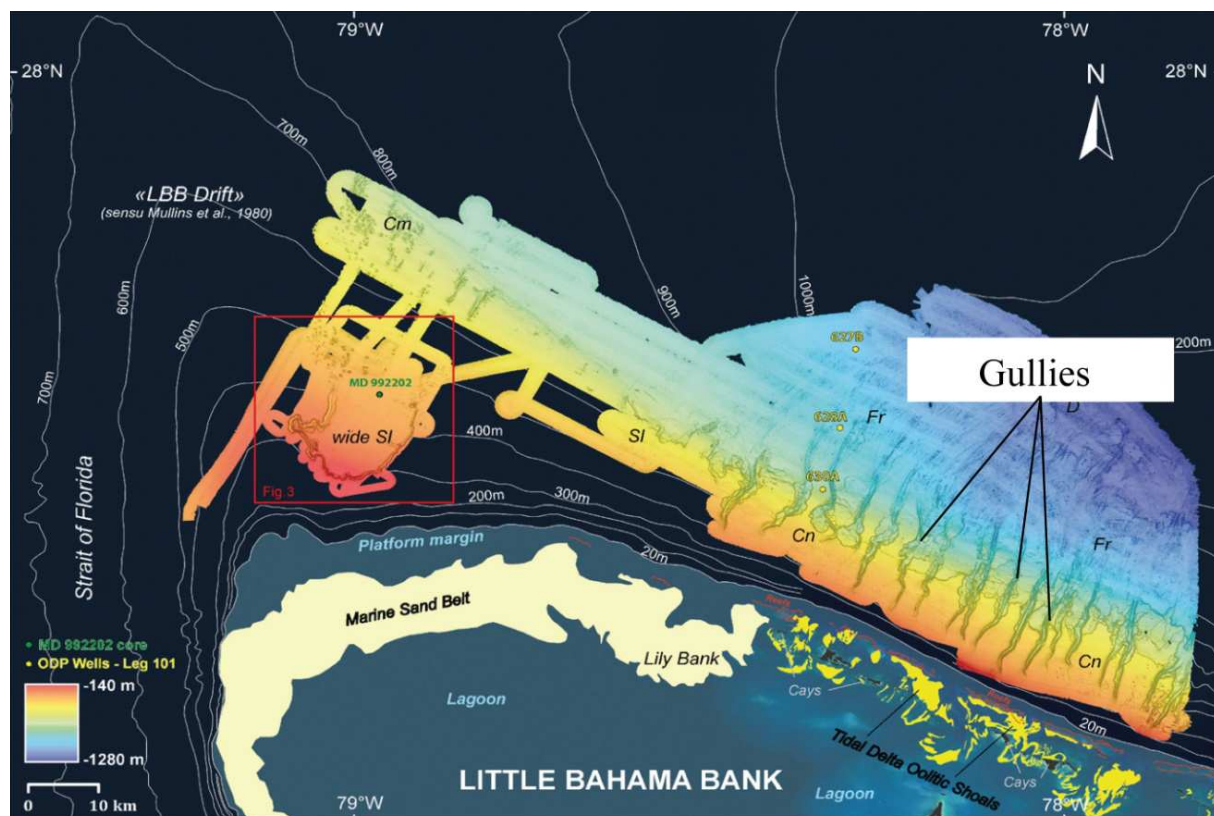 79°W
78°W
28°N
28°N
N
700m
800m
«LBB Drift»
(sensu Mullins et al., 1980)
Cm
600m
500m
900m
1000m
627B
200m
Gullies
D
MD 992202
628A
Fr
700m
wide Sl
400m
Sl
630A
Fig 3
200m
300m
Cn
Fr
Strait of Florida
Platform margin
20m
Marine Sand Belt
Reefs
MD 992202 core
ODP Wells - Leg 101
Lily Bank
Cn
-140 m
Cays
Reefs
Lagoon
20m
-1280 m
Tidal Delta Oolitic Shoals
Cays
0 10 km
LITTLE BAHAMA BANK
Lagoon
79°W
78°W